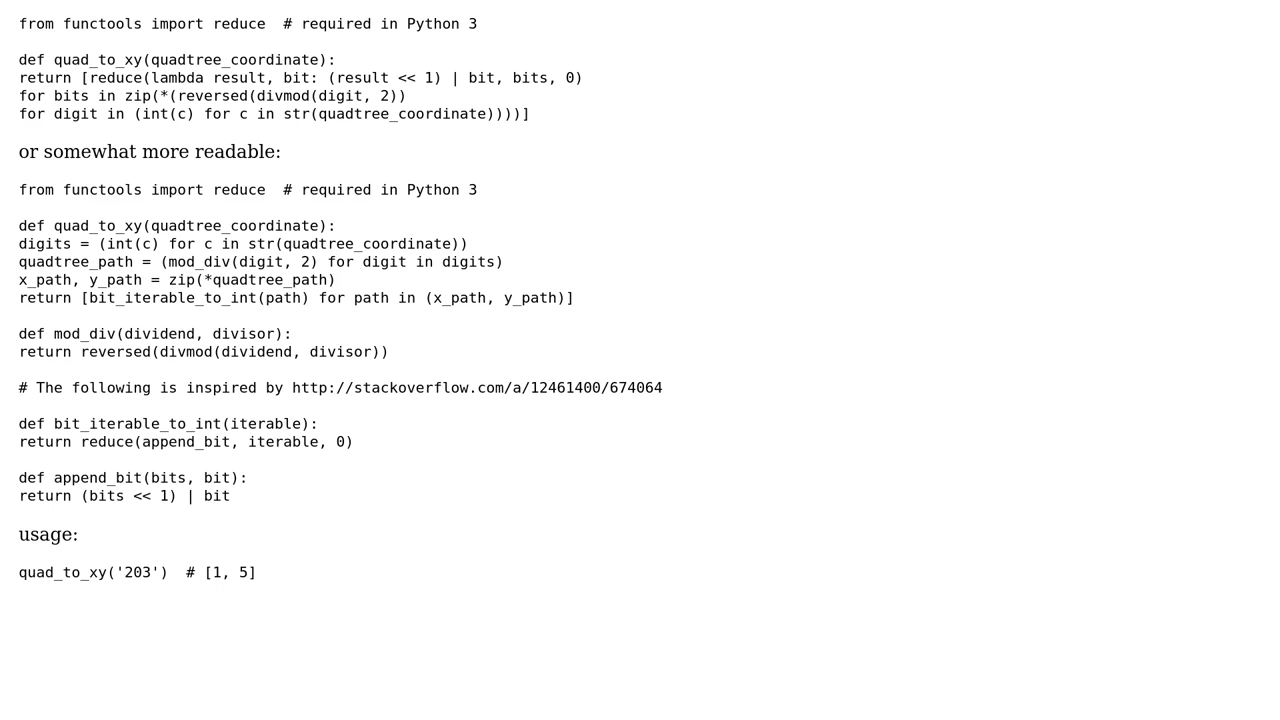 from functools import reduce  # required in Python 3
def quad_to_xy(quadtree_coordinate):
return [reduce(lambda result, bit: (result << 1) | bit, bits, 0)
for bits in zip(*(reversed(divmod(digit, 2))
for digit in (int(c) for c in str(quadtree_coordinate))))]
or somewhat more readable:
from functools import reduce  # required in Python 3
def quad_to_xy(quadtree_coordinate):
digits = (int(c) for c in str(quadtree_coordinate))
quadtree_path = (mod_div(digit, 2) for digit in digits)
x_path, y_path = zip(*quadtree_path)
return [bit_iterable_to_int(path) for path in (x_path, y_path)]
def mod_div(dividend, divisor):
return reversed(divmod(dividend, divisor))
# The following is inspired by http://stackoverflow.com/a/12461400/674064
def bit_iterable_to_int(iterable):
return reduce(append_bit, iterable, 0)
def append_bit(bits, bit):
return (bits << 1) | bit
usage:
quad_to_xy('203')  # [1, 5]